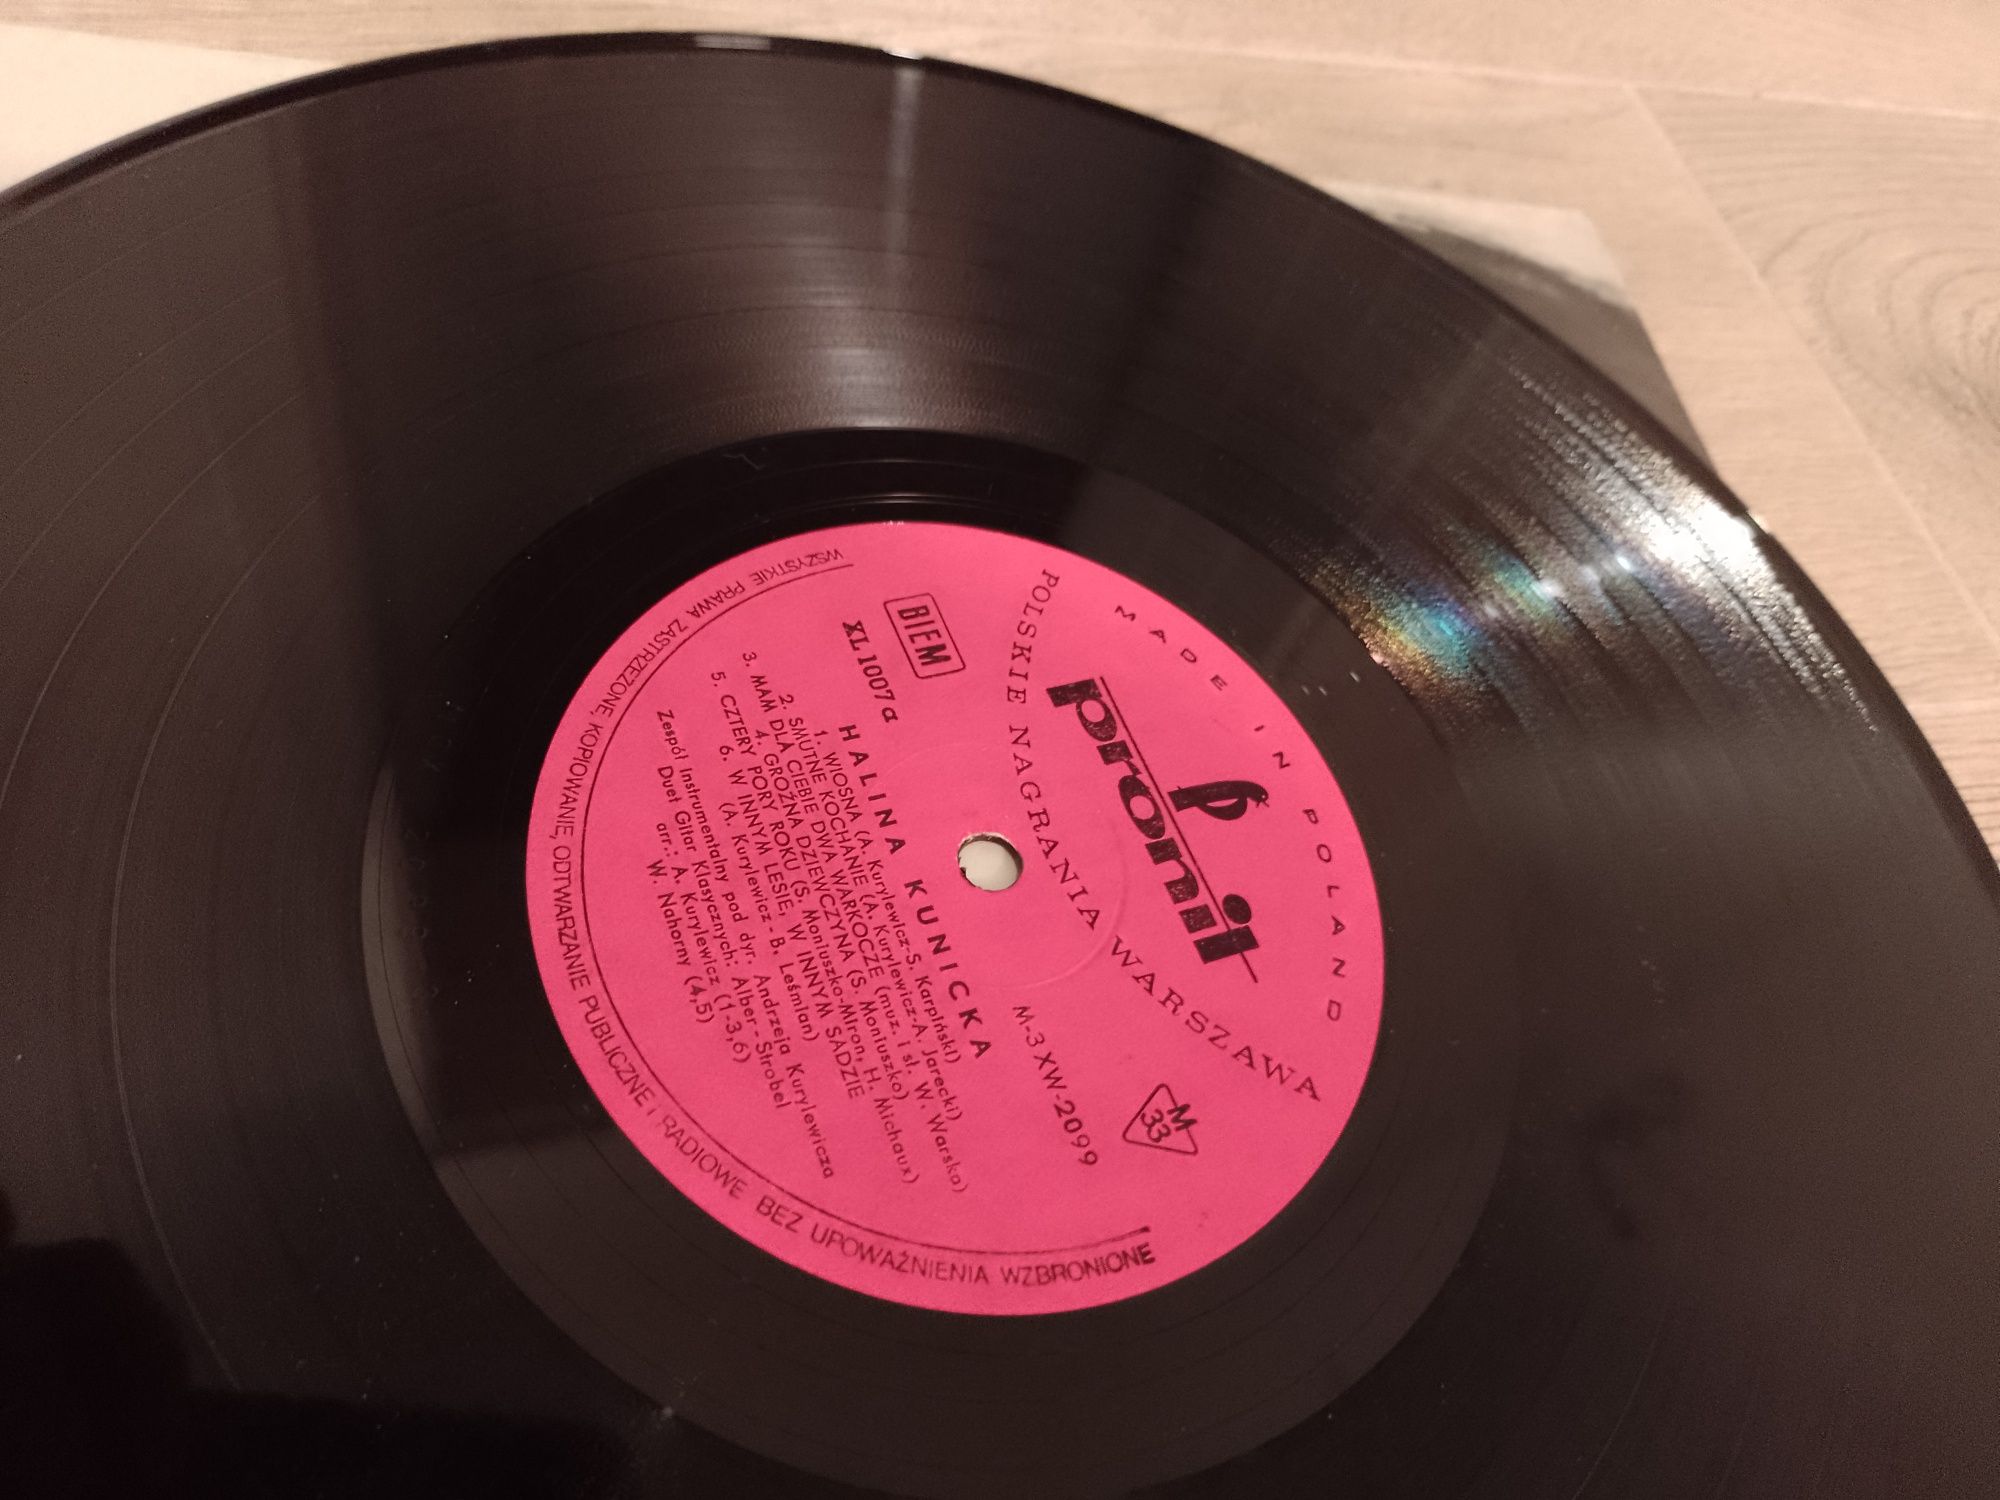 MADE IN POLAND
pronit
POLSKIE NAGRANIA WARSZAWA
BIEM
M
33
XL 1007 a
M-3 XW-2099
HALINA KUNICKA
1. WIOSNA (A. Kurylewicz-S. Karpiński)
2. SMUTNE KOCHANIE (A. Kurylewicz-A. Jarecki)
3. MAM DLA CIEBIE DWA WARKOCZE (muz. i sł. W. Warska)
4. GROŹNA DZIEWCZYNA (S. Moniuszko)
5. CZTERY PORY ROKU (S. Moniuszko-Miron, H. Michaux)
6. W INNYM LESIE, W INNYM SADZIE
(A. Kurylewicz - B. Leśmian)
Zespół Instrumentalny pod dyr. Andrzeja Kurylewicza
Duet Gitar Klasycznych: Alber - Strobel
arr.: A. Kurylewicz (1-3,6)
W. Nahorny (4,5)
WSZYSTKIE PRAWA ZASTRZEŻONE, KOPIOWANIE, ODTWARZANIE PUBLICZNE i RADIOWE BEZ UPOWAŻNIENIA WZBRONIONE